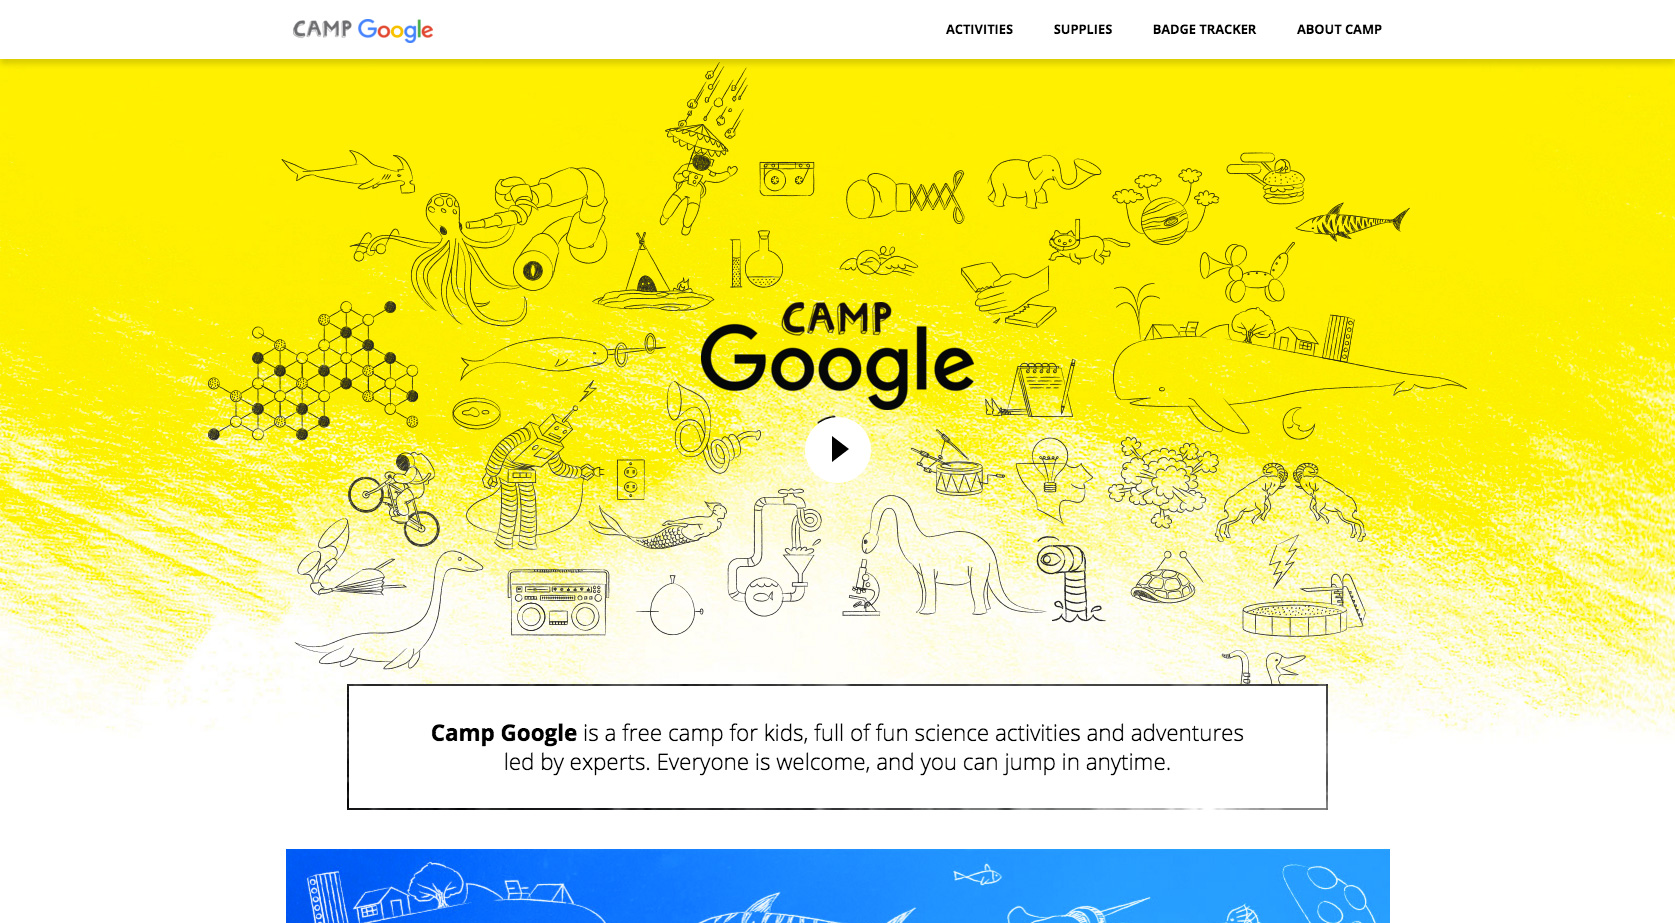 CAMP Google
ACTIVITIES
SUPPLIES
BADGE TRACKER
ABOUT CAMP
CAMP
Google
Camp Google is a free camp for kids, full of fun science activities and adventures
led by experts. Everyone is welcome, and you can jump in anytime.